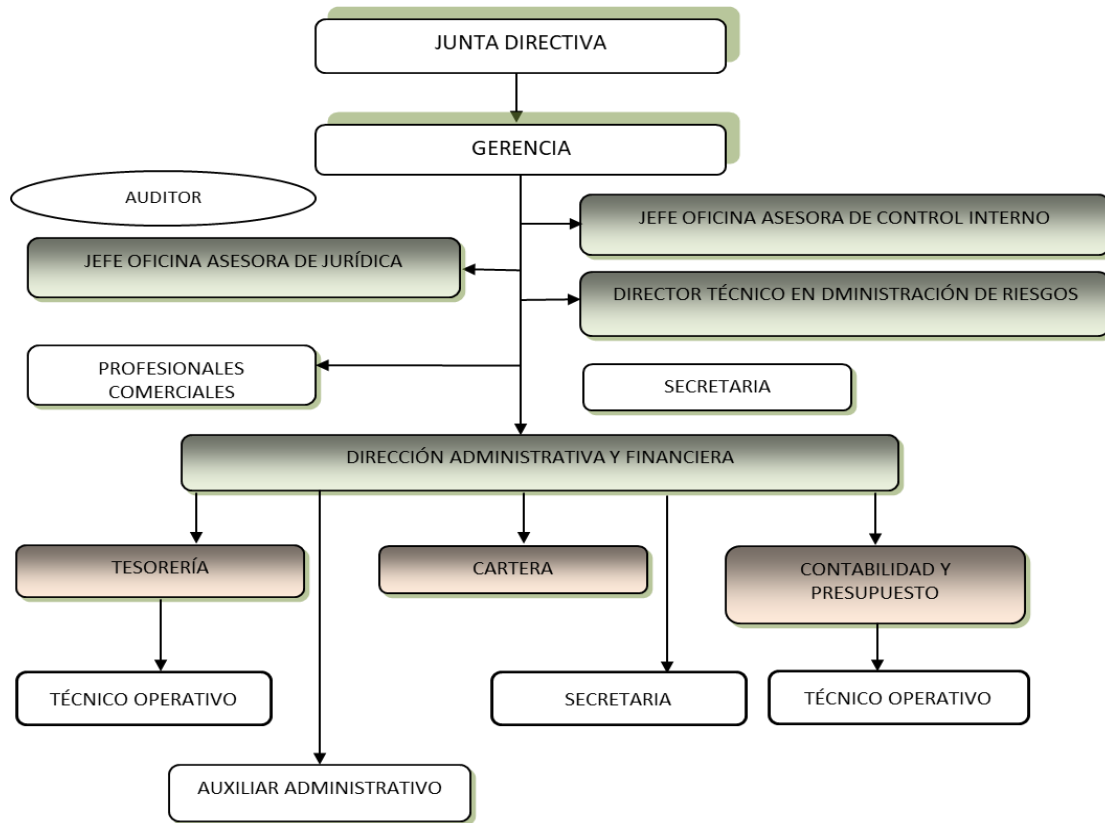 JUNTA DIRECTIVA
GERENCIA
AUDITOR
JEFE OFICINA ASESORA DE CONTROL INTERNO
JEFE OFICINA ASESORA DE JURÍDICA
DIRECTOR TÉCNICO EN DMINISTRACIÓN DE RIESGOS
PROFESIONALES
COMERCIALES
SECRETARIA
DIRECCIÓN ADMINISTRATIVA Y FINANCIERA
TESORERÍA
CARTERA
CONTABILIDAD Y
PRESUPUESTO
TÉCNICO OPERATIVO
SECRETARIA
TÉCNICO OPERATIVO
AUXILIAR ADMINISTRATIVO